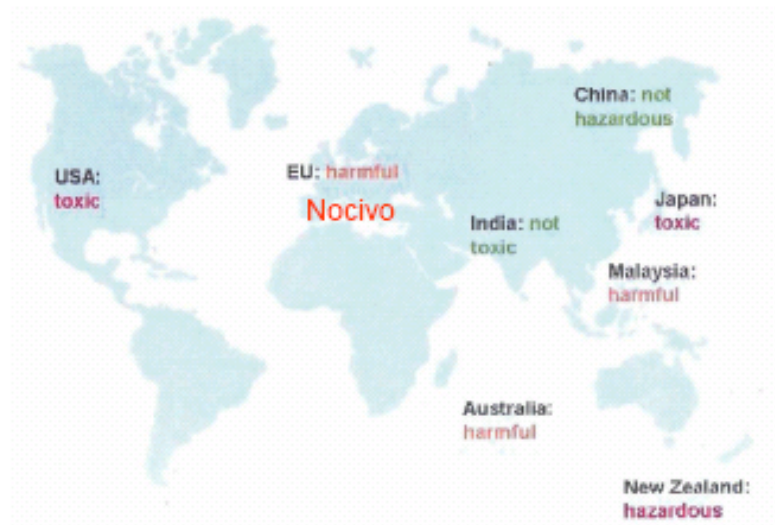 China: not
hazardous
USA:
toxic
EU: harmful
Nocivo
India: not
toxic
Japan:
toxic
Malaysia:
harmful
Australia:
harmful
New Zealand:
hazardous